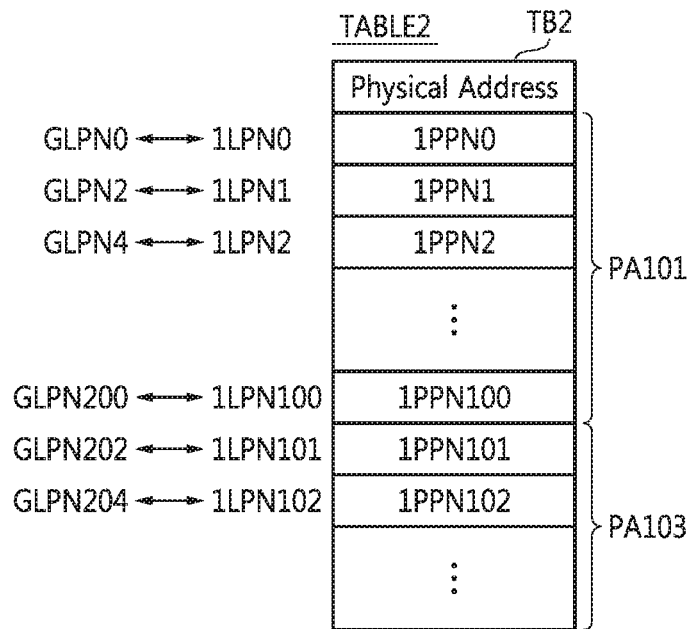 TABLE2 TB2
Physical Address
GLPN0 1LPN0 1PPN0
GLPN2 1LPN1 1PPN1
GLPN4 1LPN2 1PPN2
PA101
GLPN200 1LPN100 1PPN100
GLPN202 1LPN101 1PPN101
GLPN204 1LPN102 1PPN102
PA103